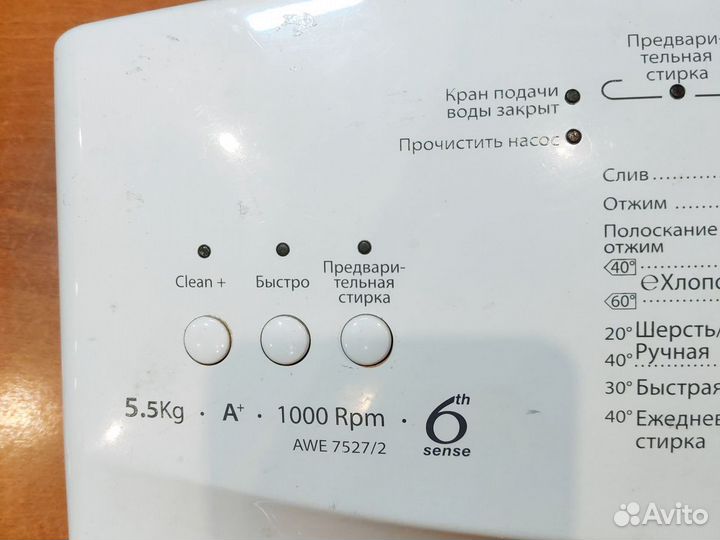 Предвари-
тельная
стирка
Кран подачи
воды закрыт
Прочистить насос
Слив
Отжим
Полоскание
отжим
40°
еХлопо
60°
20° Шерсть/
40° Ручная
30° Быстрая
40° Ежеднев
стирка
Clean +
Быстро
Предвари-
тельная
стирка
5.5Kg · A+ · 1000 Rpm · 6th
sense
AWE 7527/2
Avito